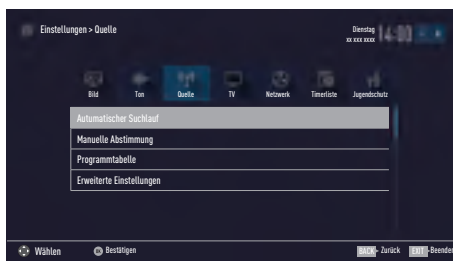 Einstellungen > Quelle
Dienstag
xx xxx xxxx
14:00
Bild Ton Quelle TV Netzwerk Timerliste Jugendschutz
Automatischer Suchlauf
Manuelle Abstimmung
Programmtabelle
Erweiterte Einstellungen
Wählen OK Bestätigen BACK - Zurück EXIT - Beenden